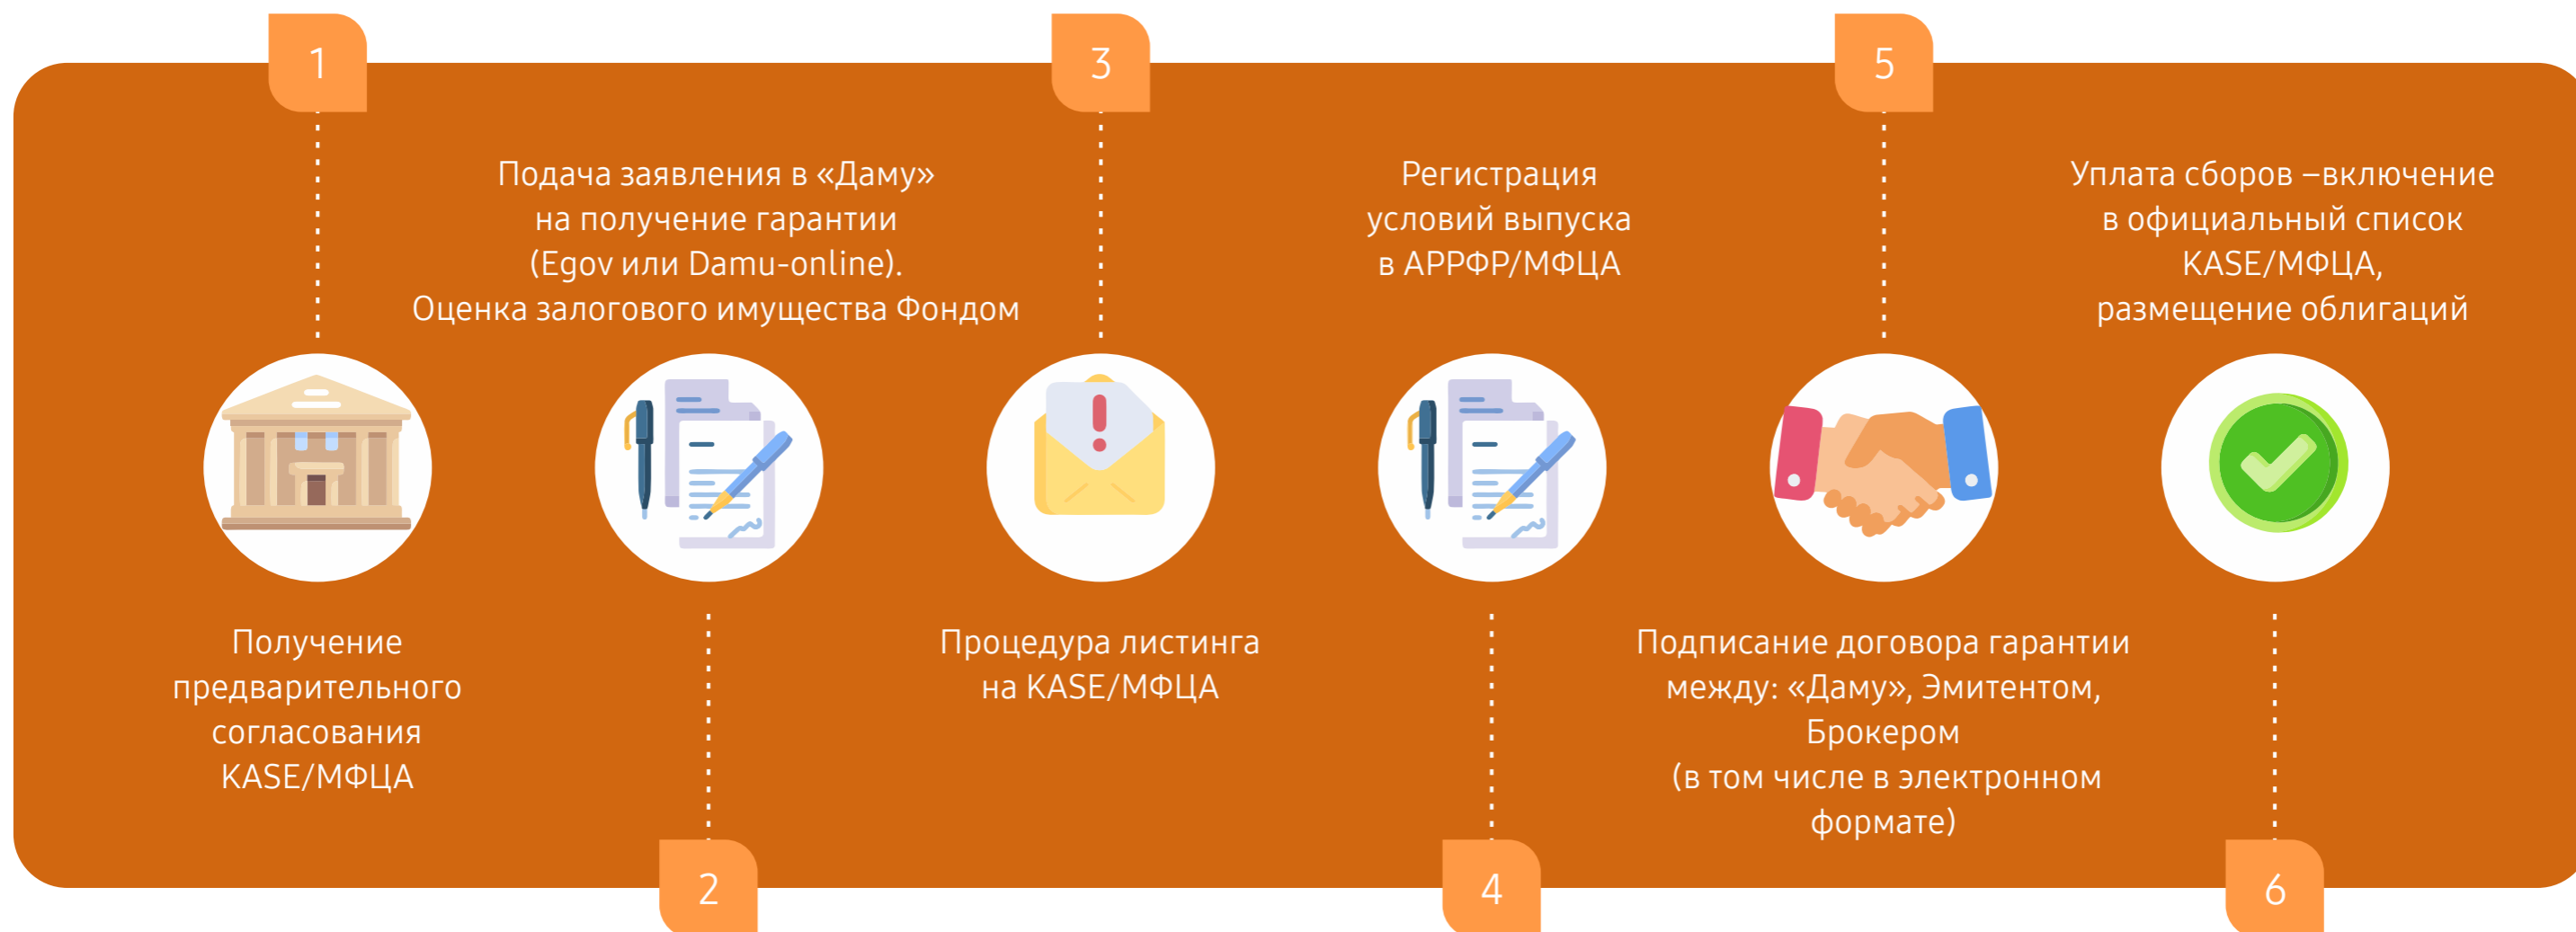 1
Получение
предварительного
согласования
KASE/МФЦА
2
Подача заявления в «Даму»
на получение гарантии
(Egov или Damu-online).
Оценка залогового имущества Фондом
3
Процедура листинга
на KASE/МФЦА
4
Регистрация
условий выпуска
в АРРФР/МФЦА
5
Подписание договора гарантии
между: «Даму», Эмитентом,
Брокером
(в том числе в электронном
формате)
6
Уплата сборов –включение
в официальный список
KASE/МФЦА,
размещение облигаций